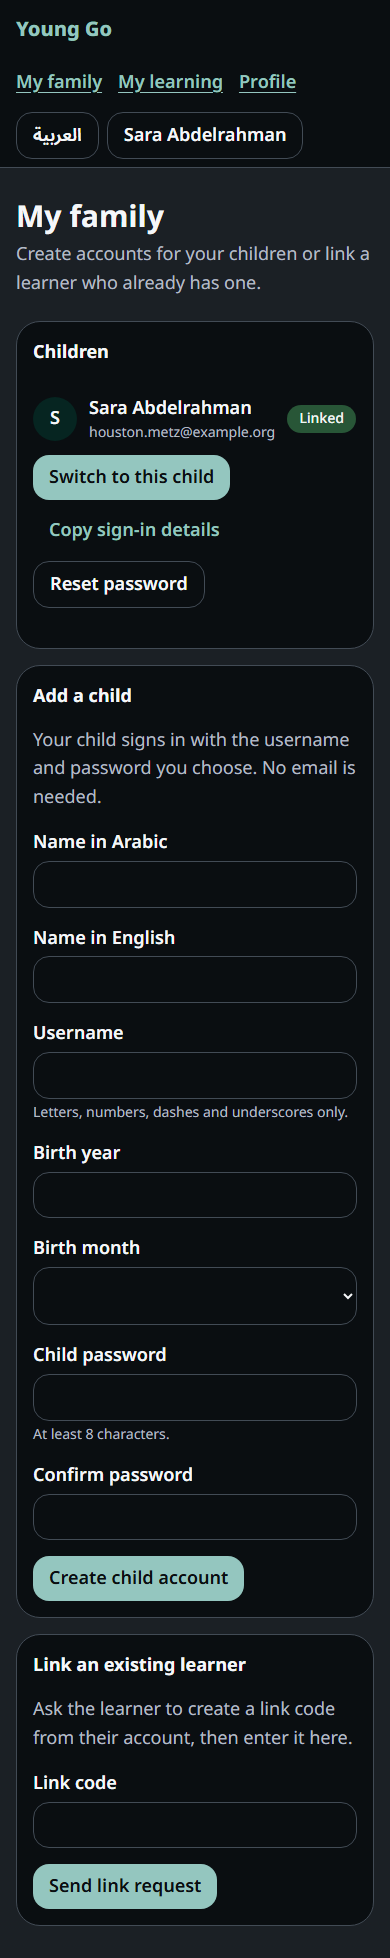 Young Go
My family My learning Profile
العربية Sara Abdelrahman
My family
Create accounts for your children or link a
learner who already has one.
Children
S Sara Abdelrahman
houston.metz@example.org Linked
Switch to this child
Copy sign-in details
Reset password
Add a child
Your child signs in with the username
and password you choose. No email is
needed.
Name in Arabic
Name in English
Username
Letters, numbers, dashes and underscores only.
Birth year
Birth month
Child password
At least 8 characters.
Confirm password
Create child account
Link an existing learner
Ask the learner to create a link code
from their account, then enter it here.
Link code
Send link request